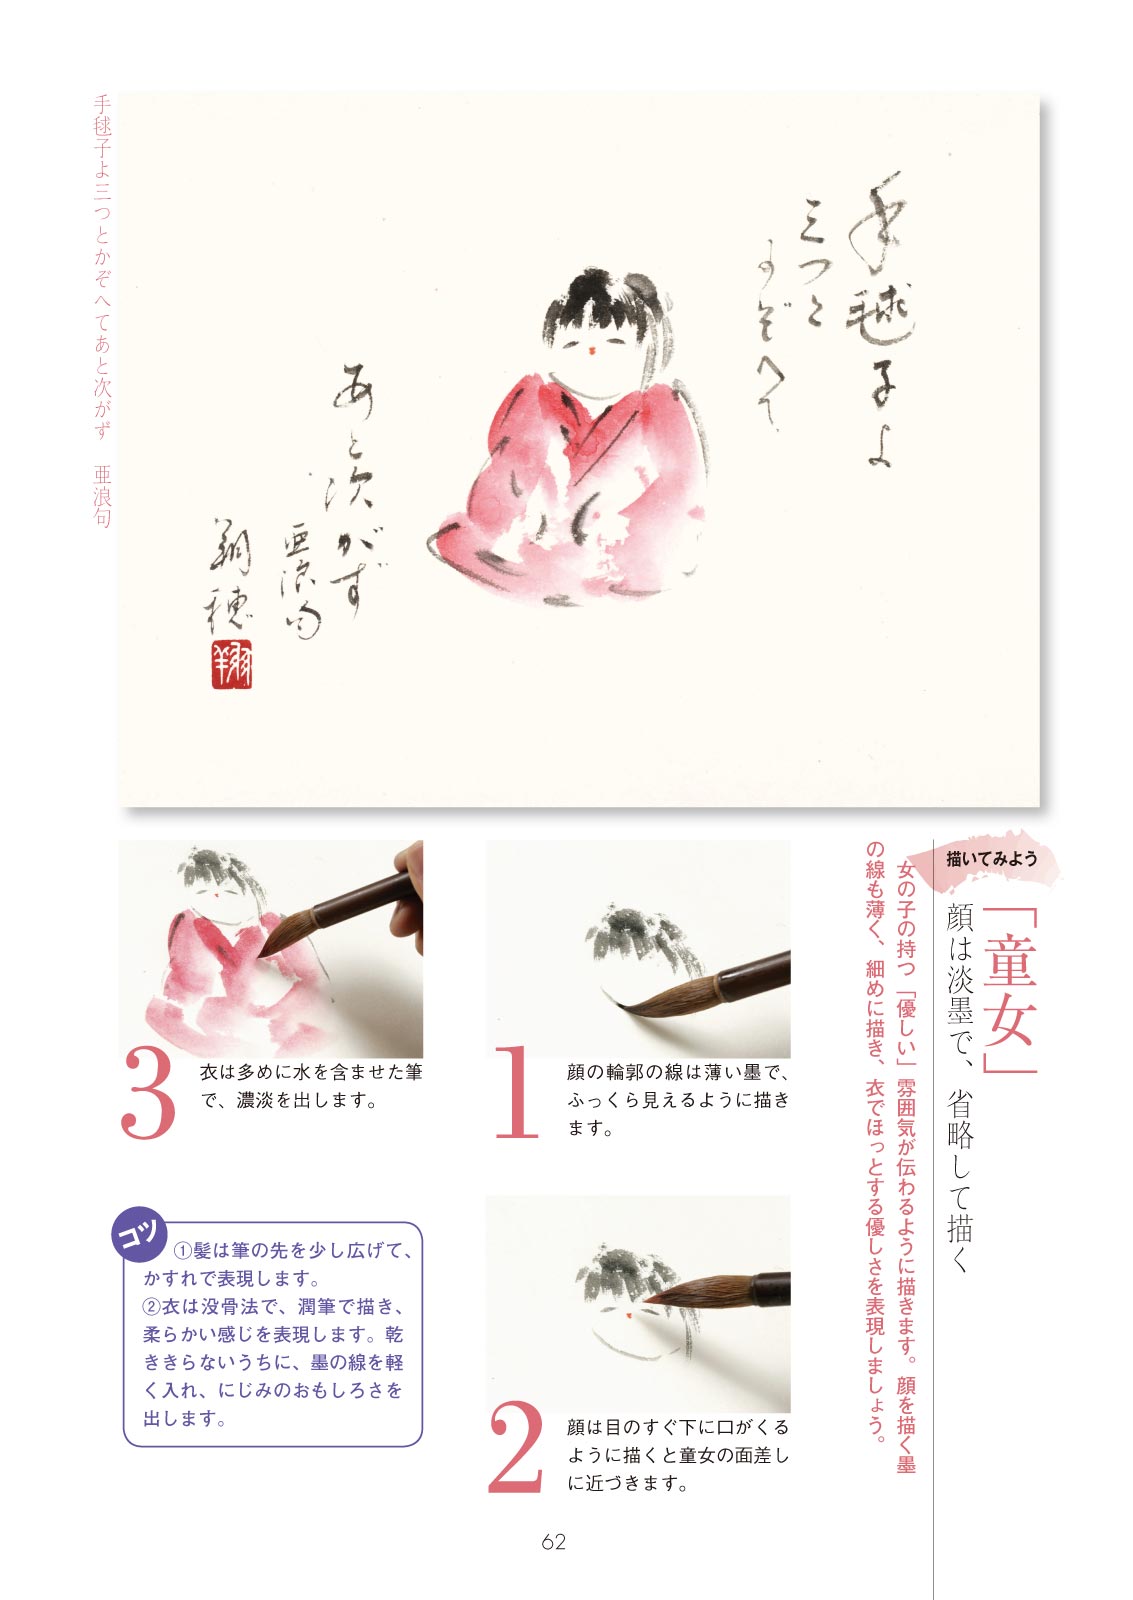 手毬子よ
三つと
かぞへて
あと次がず
亜浪句
翔穂
翔
手毬子よ三つとかぞへてあと次がず　亜浪句
描いてみよう
「童女」
顔は淡墨で、省略して描く
女の子の持つ「優しい」雰囲気が伝わるように描きます。顔を描く墨
の線も薄く、細めに描き、衣でほっとする優しさを表現しましょう。
1
顔の輪郭の線は薄い墨で、
ふっくら見えるように描き
ます。
2
顔は目のすぐ下に口がくる
ように描くと童女の面差し
に近づきます。
3
衣は多めに水を含ませた筆
で、濃淡を出します。
コツ
①髪は筆の先を少し広げて、
かすれで表現します。
②衣は没骨法で、潤筆で描き、
柔らかい感じを表現します。乾
ききらないうちに、墨の線を軽
く入れ、にじみのおもしろさを
出します。
62